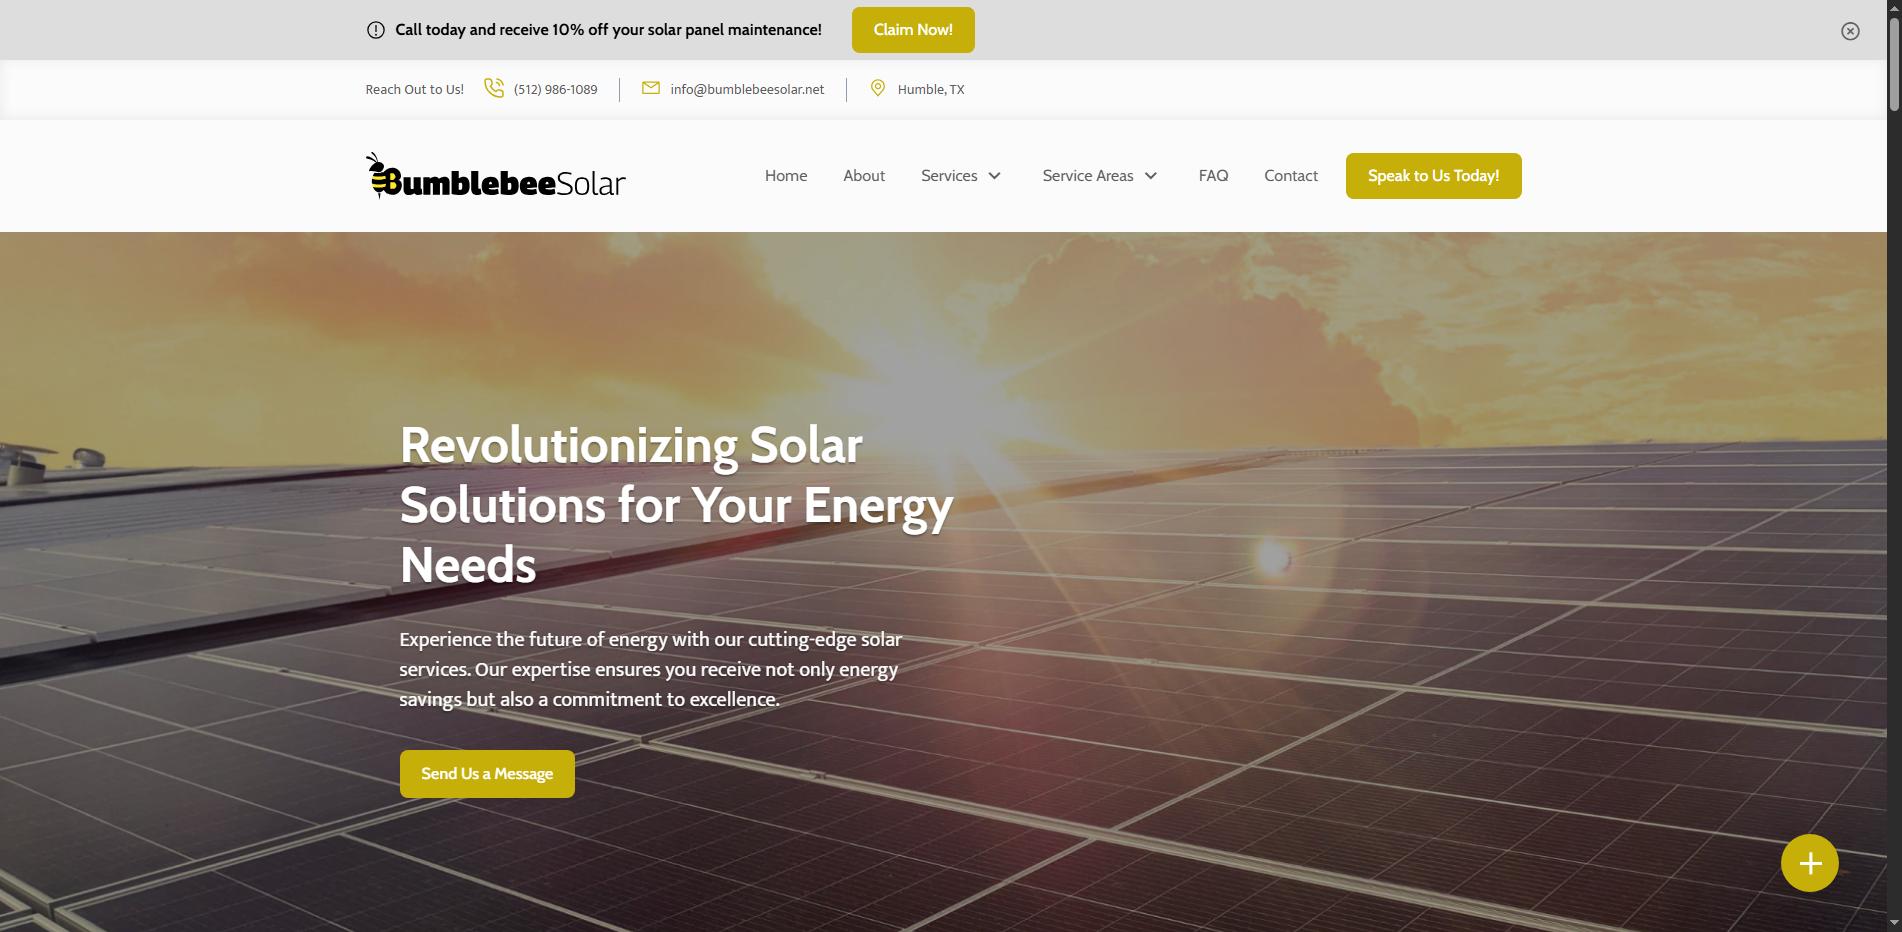 Call today and receive 10% off your solar panel maintenance!
Claim Now!
Reach Out to Us!
(512) 986-1089
info@bumblebeesolar.net
Humble, TX
BumblebeeSolar
Home
About
Services
Service Areas
FAQ
Contact
Speak to Us Today!
Revolutionizing Solar
Solutions for Your Energy
Needs
Experience the future of energy with our cutting-edge solar
services. Our expertise ensures you receive not only energy
savings but also a commitment to excellence.
Send Us a Message